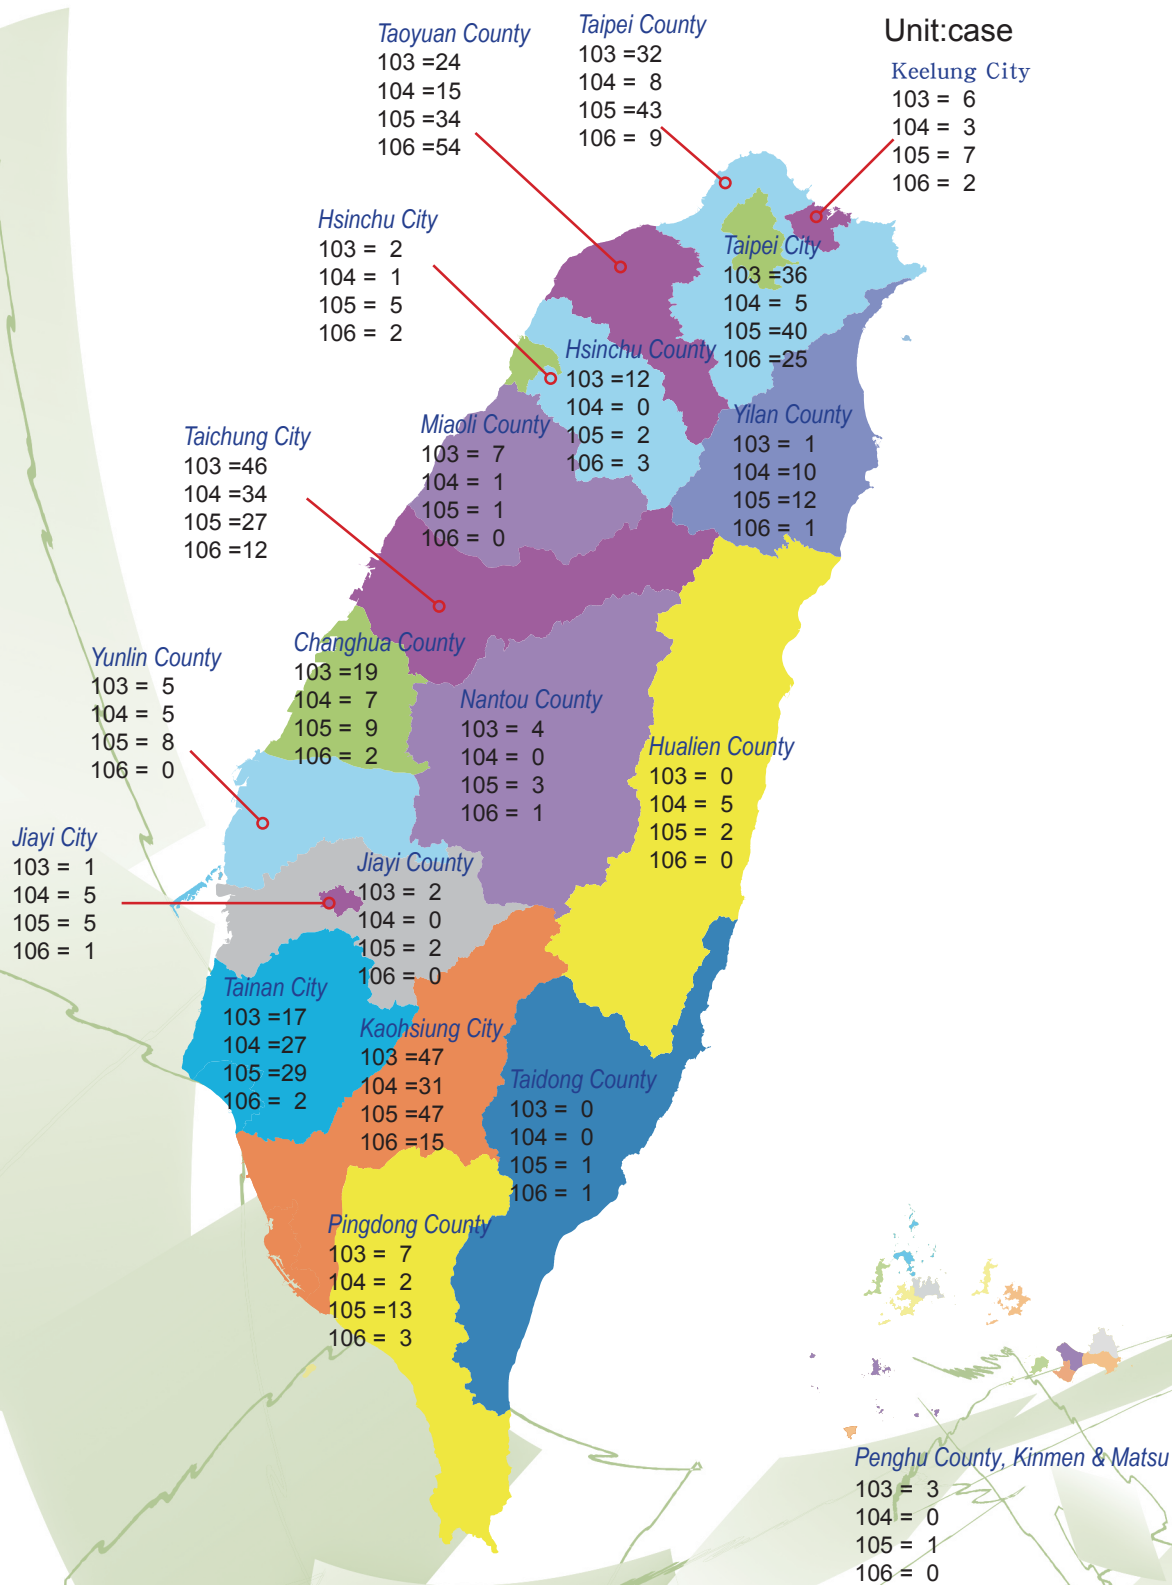 Unit:case
Taoyuan County
103 =24
104 =15
105 =34
106 =54
Taipei County
103 =32
104 = 8
105 =43
106 = 9
Keelung City
103 = 6
104 = 3
105 = 7
106 = 2
Hsinchu City
103 = 2
104 = 1
105 = 5
106 = 2
Taipei City
103 =36
104 = 5
105 =40
106 =25
Hsinchu County
103 =12
104 = 0
105 = 2
106 = 3
Yilan County
103 = 1
104 =10
105 =12
106 = 1
Miaoli County
103 = 7
104 = 1
105 = 1
106 = 0
Taichung City
103 =46
104 =34
105 =27
106 =12
Changhua County
103 =19
104 = 7
105 = 9
106 = 2
Yunlin County
103 = 5
104 = 5
105 = 8
106 = 0
Nantou County
103 = 4
104 = 0
105 = 3
106 = 1
Hualien County
103 = 0
104 = 5
105 = 2
106 = 0
Jiayi City
103 = 1
104 = 5
105 = 5
106 = 1
Jiayi County
103 = 2
104 = 0
105 = 2
106 = 0
Tainan City
103 =17
104 =27
105 =29
106 = 2
Kaohsiung City
103 =47
104 =31
105 =47
106 =15
Taidong County
103 = 0
104 = 0
105 = 1
106 = 1
Pingdong County
103 = 7
104 = 2
105 =13
106 = 3
Penghu County, Kinmen & Matsu
103 = 3
104 = 0
105 = 1
106 = 0